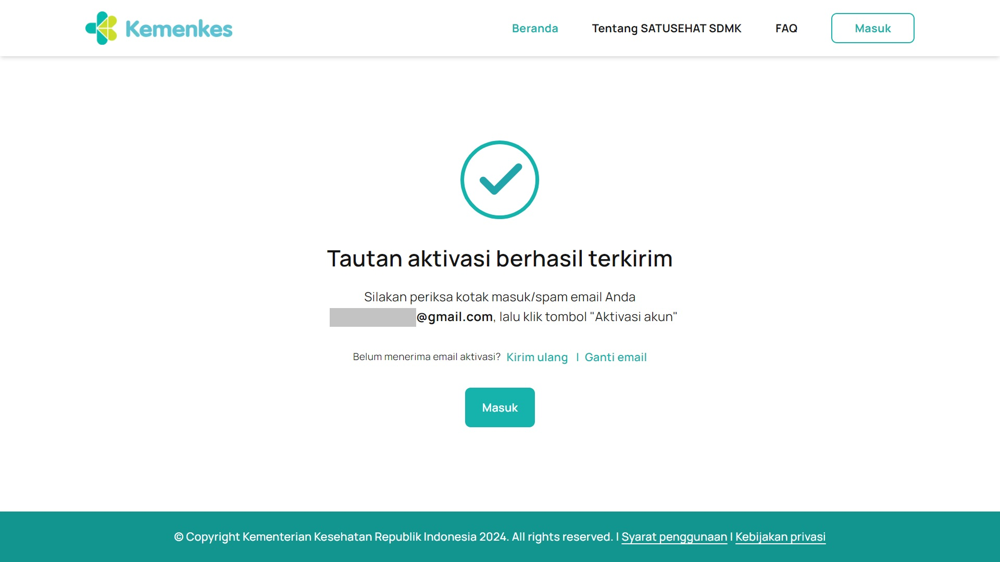 Kemenkes
Beranda
Tentang SATUSEHAT SDMK
FAQ
Masuk
Tautan aktivasi berhasil terkirim
Silakan periksa kotak masuk/spam email Anda
@gmail.com, lalu klik tombol "Aktivasi akun"
Belum menerima email aktivasi? Kirim ulang | Ganti email
Masuk
© Copyright Kementerian Kesehatan Republik Indonesia 2024. All rights reserved. | Syarat penggunaan | Kebijakan privasi